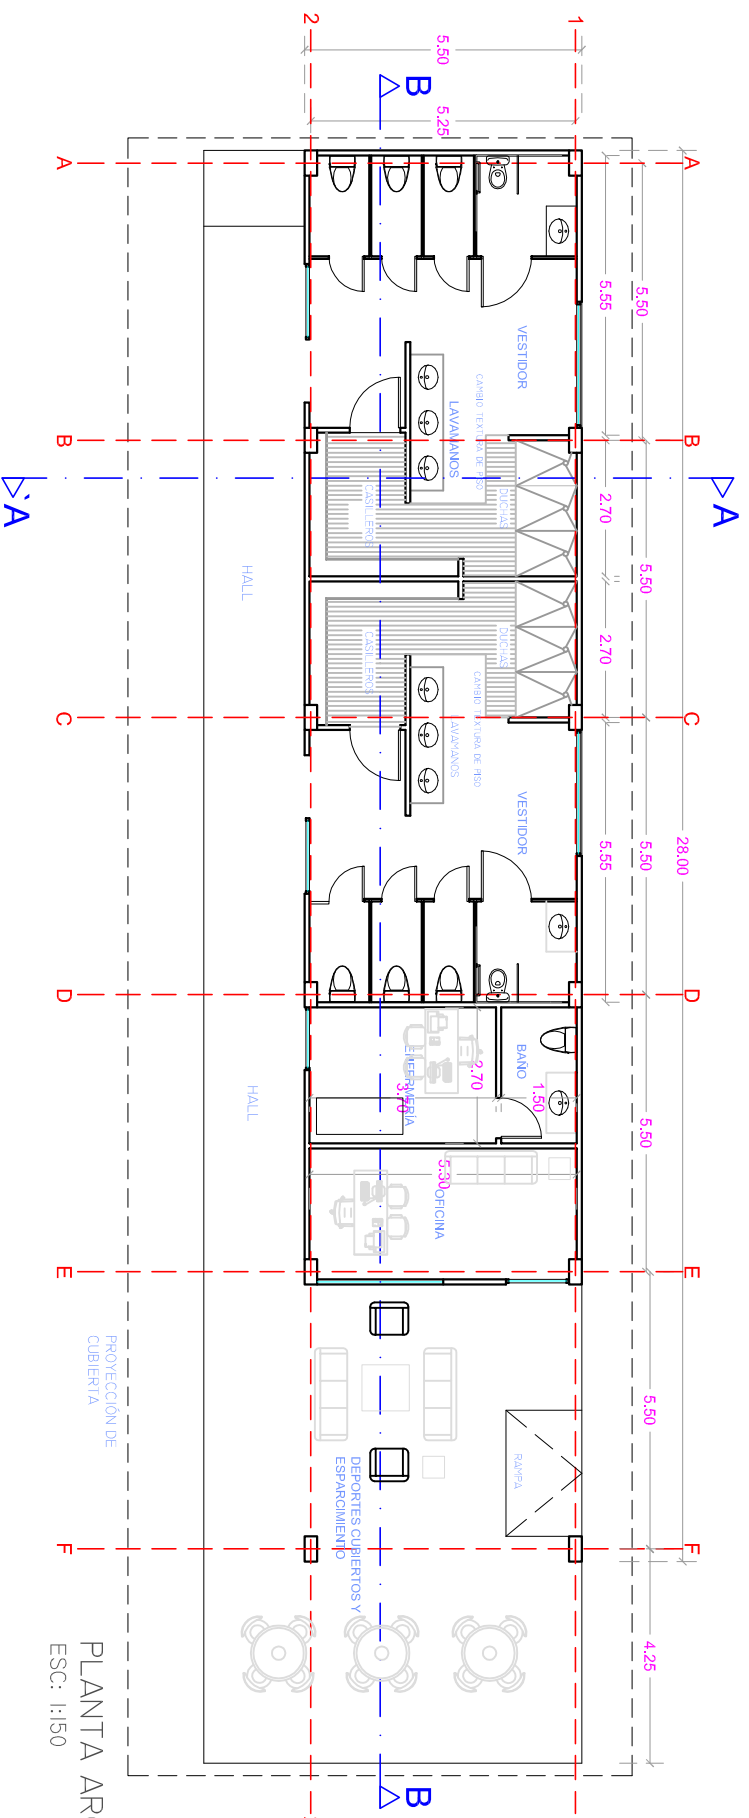 2
1
5.50
5.25
B
A
A
5.55
5.50
VESTIDOR
CAMBIO TEXTURA DE PISO
LAVAMANOS
B
B
A
`A
DUCHAS
CASILLEROS
2.70
5.50
HALL
2.70
DUCHAS
CASILLEROS
CAMBIO TEXTURA DE PISO
LAVAMANOS
C
C
VESTIDOR
5.55
5.50
28.00
D
D
BAÑO
ENFERMERÍA
2.70
1.50
3.70
HALL
5.50
5.30
OFICINA
E
E
PROYECCIÓN DE
CUBIERTA
5.50
RAMPA
DEPORTES CUBIERTOS Y
ESPARCIMIENTO
F
F
4.25
PLANTA
ESC: 1:150
B